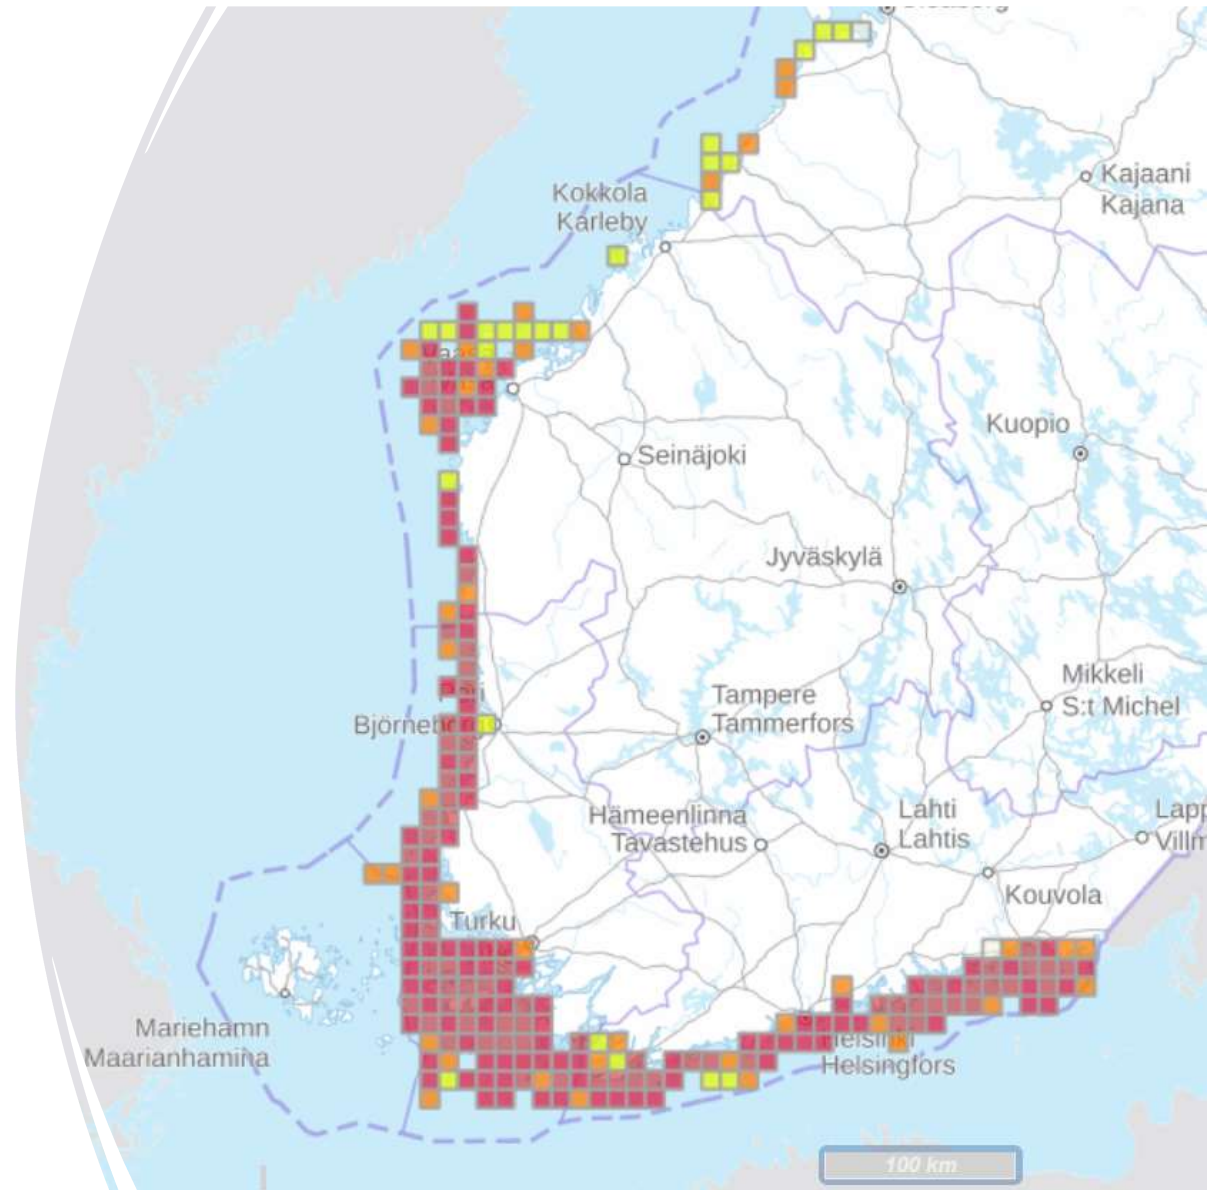 Kokkola
Karleby
Kajaani
Kajana
Kuopio
Seinäjoki
Jyväskylä
Mikkeli
S:t Michel
Tampere
Tammerfors
Hämeenlinna
Tavastehus
Lahti
Lahtis
Kouvola
Turku
Mariehamn
Maarianhamina
Helsinki
Helsingfors
100 km